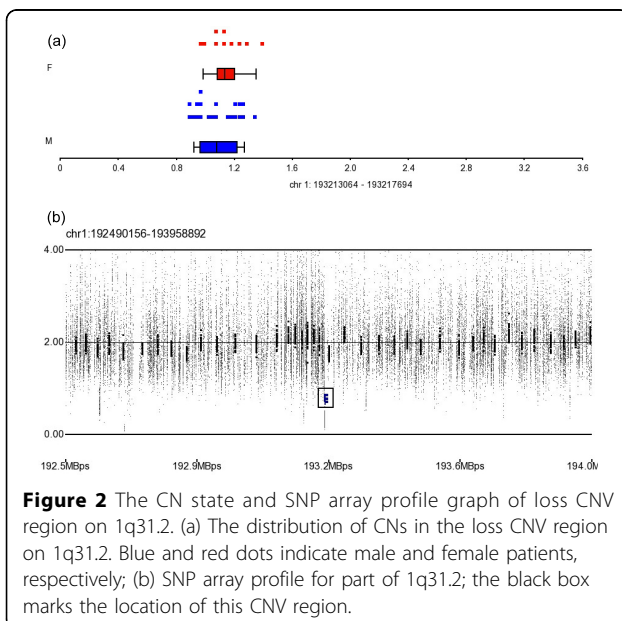 (a)
F
M
0 0.4 0.8 1.2 1.6 2.0 2.4 2.8 3.2 3.6
chr 1: 193213064 - 193217694
(b)
chr1:192490156-193958892
4.00
2.00
0.00
192.5MBps 192.9MBps 193.2MBps 193.6MBps 194.0M
Figure 2 The CN state and SNP array profile graph of loss CNV
region on 1q31.2. (a) The distribution of CNs in the loss CNV region
on 1q31.2. Blue and red dots indicate male and female patients,
respectively; (b) SNP array profile for part of 1q31.2; the black box
marks the location of this CNV region.